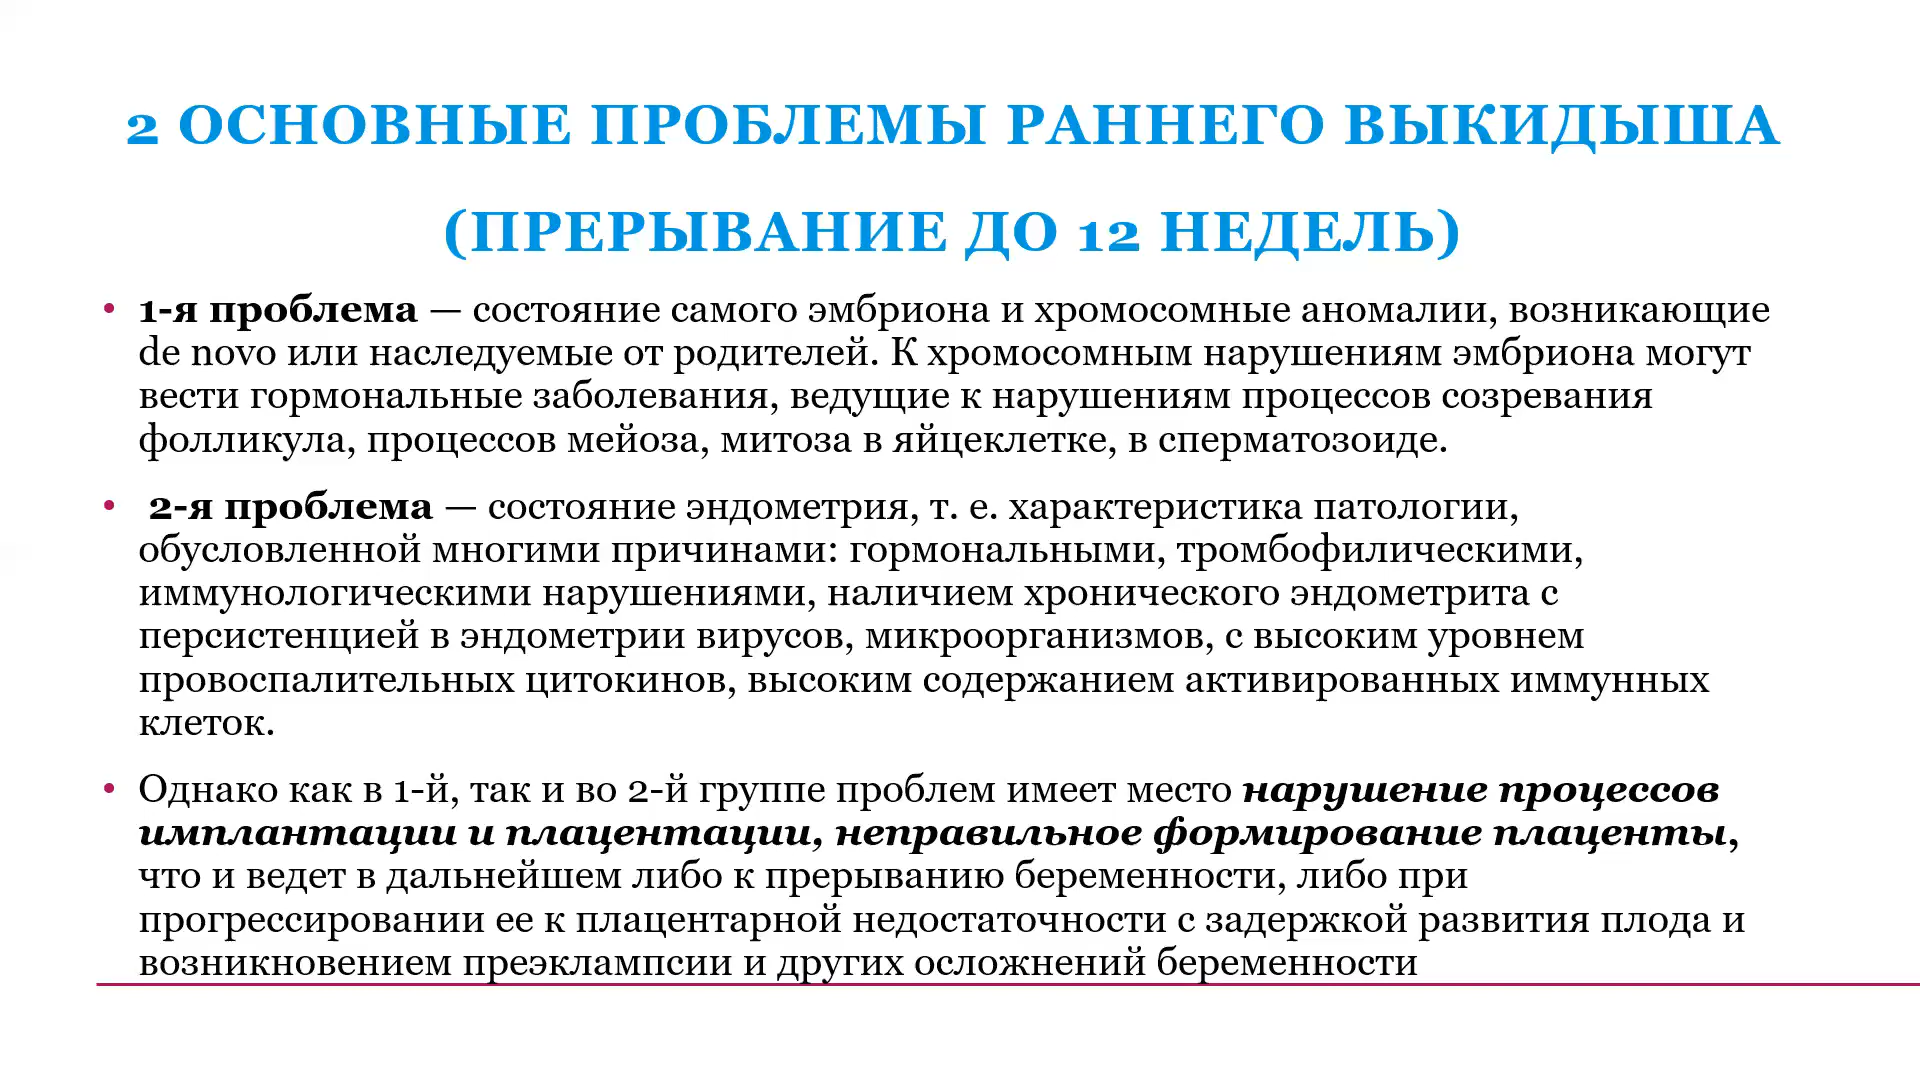 2 ОСНОВНЫЕ ПРОБЛЕМЫ РАННЕГО ВЫКИДЫША
(ПРЕРЫВАНИЕ ДО 12 НЕДЕЛЬ)
• 1-я проблема — состояние самого эмбриона и хромосомные аномалии, возникающие
de novo или наследуемые от родителей. К хромосомным нарушениям эмбриона могут
вести гормональные заболевания, ведущие к нарушениям процессов созревания
фолликула, процессов мейоза, митоза в яйцеклетке, в сперматозоиде.
• 2-я проблема — состояние эндометрия, т. е. характеристика патологии,
обусловленной многими причинами: гормональными, тромбофилическими,
иммунологическими нарушениями, наличием хронического эндометрита с
персистенцией в эндометрии вирусов, микроорганизмов, с высоким уровнем
провоспалительных цитокинов, высоким содержанием активированных иммунных
клеток.
• Однако как в 1-й, так и во 2-й группе проблем имеет место нарушение процессов
имплантации и плацентации, неправильное формирование плаценты,
что и ведет в дальнейшем либо к прерыванию беременности, либо при
прогрессировании ее к плацентарной недостаточности с задержкой развития плода и
возникновением преэклампсии и других осложнений беременности